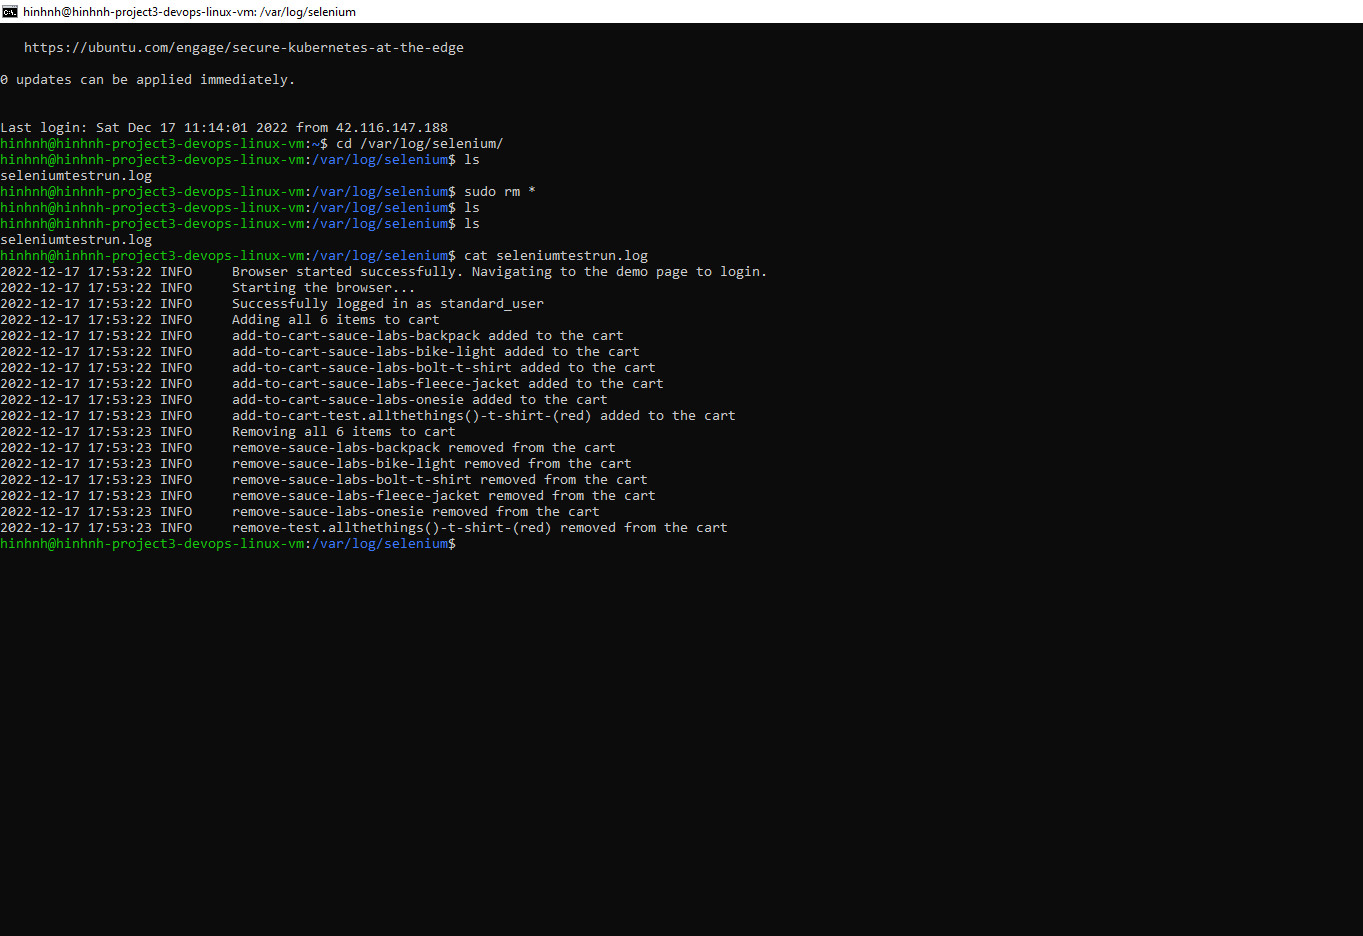 hinhnh@hinhnh-project3-devops-linux-vm: /var/log/selenium
https://ubuntu.com/engage/secure-kubernetes-at-the-edge
0 updates can be applied immediately.
Last login: Sat Dec 17 11:14:01 2022 from 42.116.147.188
hinhnh@hinhnh-project3-devops-linux-vm:~$ cd /var/log/selenium/
hinhnh@hinhnh-project3-devops-linux-vm:/var/log/selenium$ ls
seleniumtestrun.log
hinhnh@hinhnh-project3-devops-linux-vm:/var/log/selenium$ sudo rm *
hinhnh@hinhnh-project3-devops-linux-vm:/var/log/selenium$ ls
hinhnh@hinhnh-project3-devops-linux-vm:/var/log/selenium$ ls
seleniumtestrun.log
hinhnh@hinhnh-project3-devops-linux-vm:/var/log/selenium$ cat seleniumtestrun.log
2022-12-17 17:53:22 INFO     Browser started successfully. Navigating to the demo page to login.
2022-12-17 17:53:22 INFO     Starting the browser...
2022-12-17 17:53:22 INFO     Successfully logged in as standard_user
2022-12-17 17:53:22 INFO     Adding all 6 items to cart
2022-12-17 17:53:22 INFO     add-to-cart-sauce-labs-backpack added to the cart
2022-12-17 17:53:22 INFO     add-to-cart-sauce-labs-bike-light added to the cart
2022-12-17 17:53:22 INFO     add-to-cart-sauce-labs-bolt-t-shirt added to the cart
2022-12-17 17:53:22 INFO     add-to-cart-sauce-labs-fleece-jacket added to the cart
2022-12-17 17:53:23 INFO     add-to-cart-sauce-labs-onesie added to the cart
2022-12-17 17:53:23 INFO     add-to-cart-test.allthethings()-t-shirt-(red) added to the cart
2022-12-17 17:53:23 INFO     Removing all 6 items to cart
2022-12-17 17:53:23 INFO     remove-sauce-labs-backpack removed from the cart
2022-12-17 17:53:23 INFO     remove-sauce-labs-bike-light removed from the cart
2022-12-17 17:53:23 INFO     remove-sauce-labs-bolt-t-shirt removed from the cart
2022-12-17 17:53:23 INFO     remove-sauce-labs-fleece-jacket removed from the cart
2022-12-17 17:53:23 INFO     remove-sauce-labs-onesie removed from the cart
2022-12-17 17:53:23 INFO     remove-test.allthethings()-t-shirt-(red) removed from the cart
hinhnh@hinhnh-project3-devops-linux-vm:/var/log/selenium$